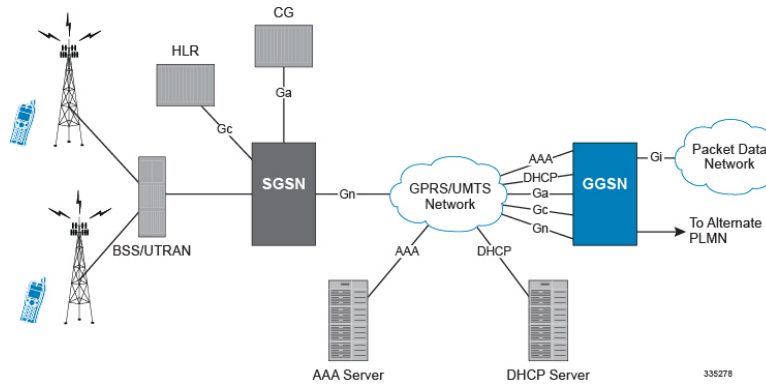 CG
HLR
Ga
Gc
SGSN
BSS/UTRAN
Gn
GPRS/UMTS
Network
AAA
DHCP
Ga
Gc
Gn
GGSN
Gi
Packet Data
Network
To Alternate
PLMN
AAA
DHCP
AAA Server
DHCP Server
335278